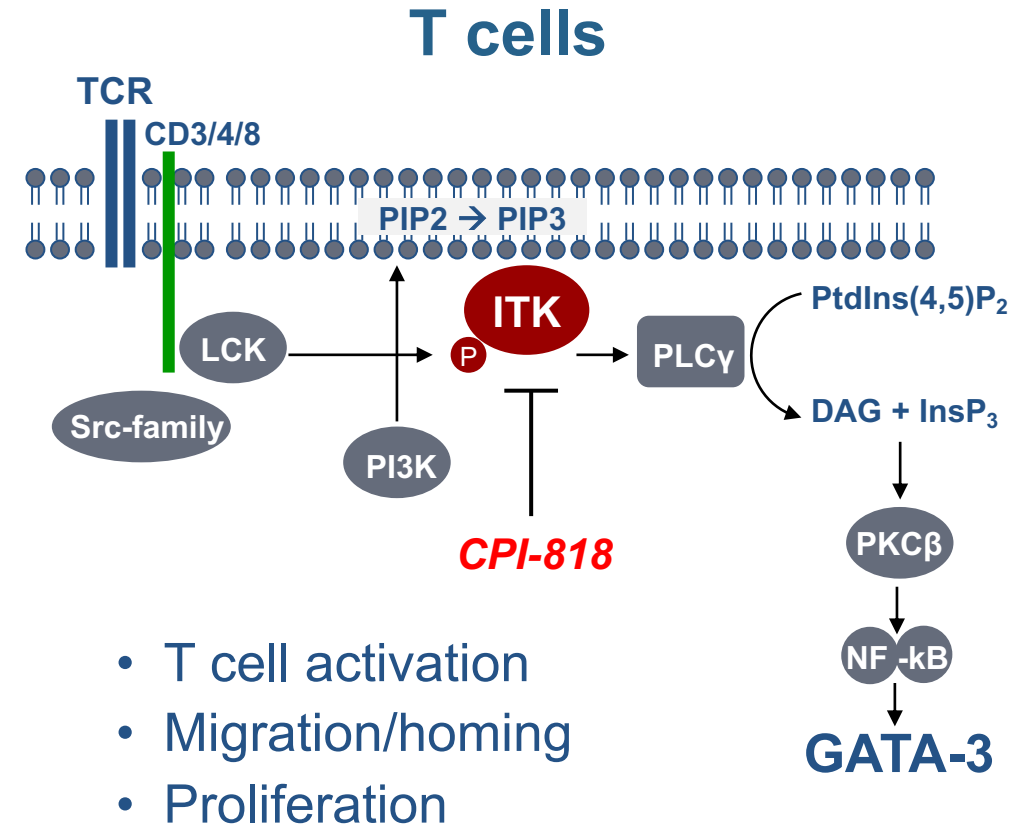 T cells
TCR
CD3/4/8
PIP2 → PIP3
ITK
P
LCK
PLCγ
PtdIns(4,5)P₂
Src-family
PI3K
DAG + InsP₃
CPI-818
PKCβ
NF-kB
GATA-3
• T cell activation
• Migration/homing
• Proliferation